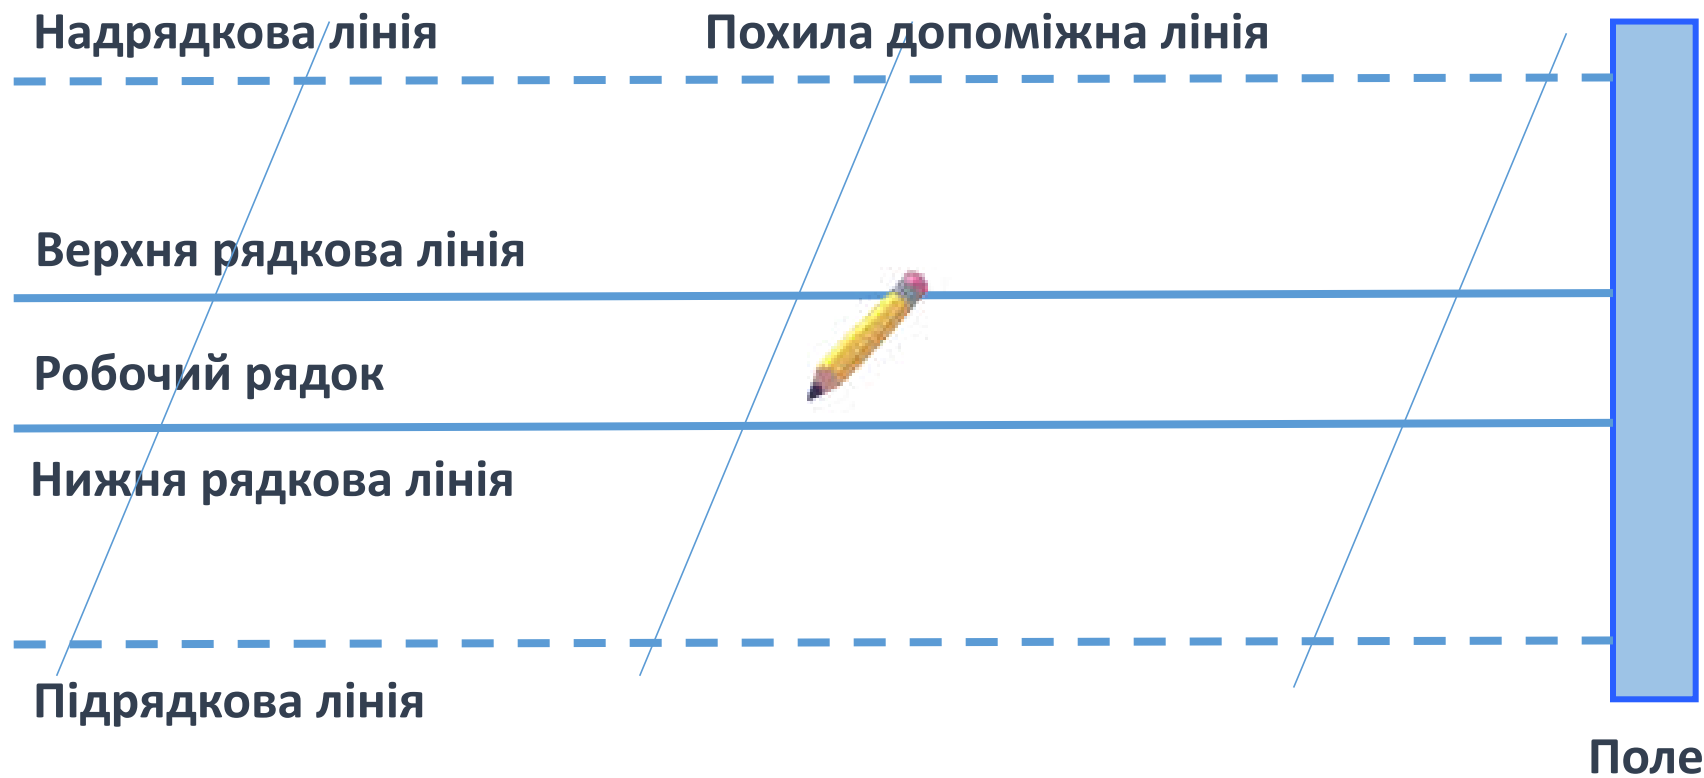 Надрядкова лінія
Похила допоміжна лінія
Верхня рядкова лінія
Робочий рядок
Нижня рядкова лінія
Підрядкова лінія
Поле